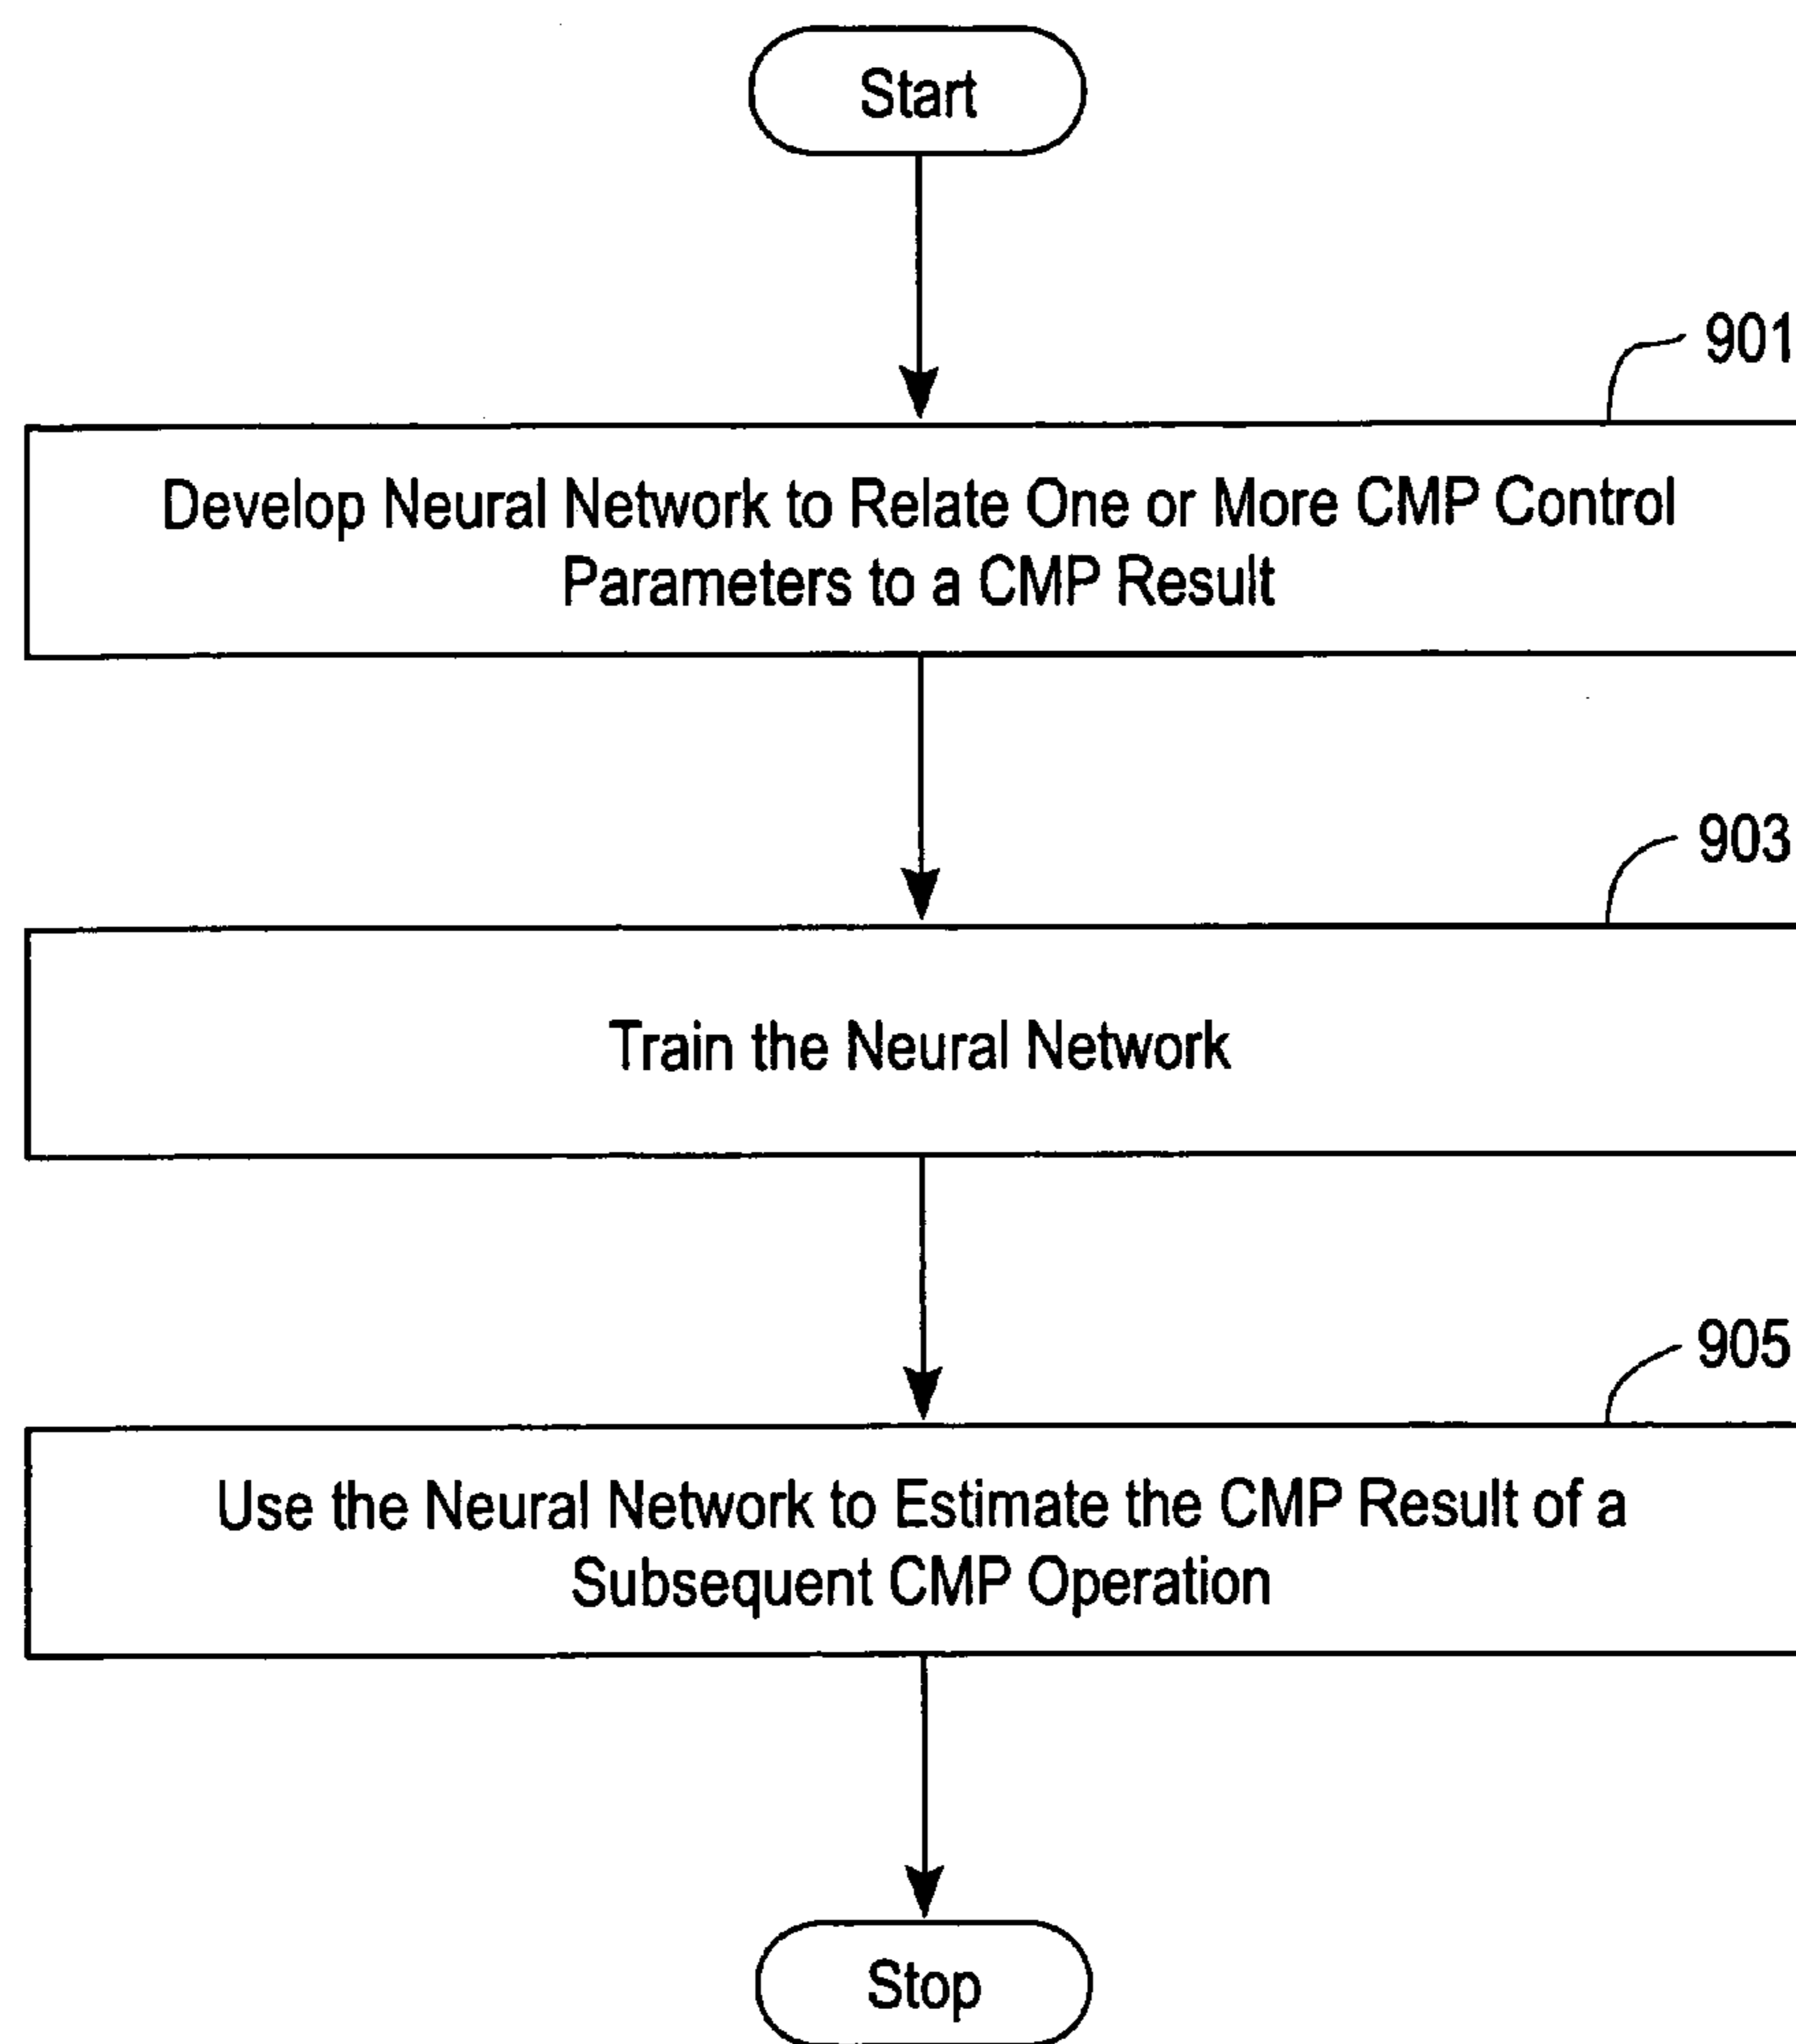 Start
901
Develop Neural Network to Relate One or More CMP Control
Parameters to a CMP Result
903
Train the Neural Network
905
Use the Neural Network to Estimate the CMP Result of a
Subsequent CMP Operation
Stop